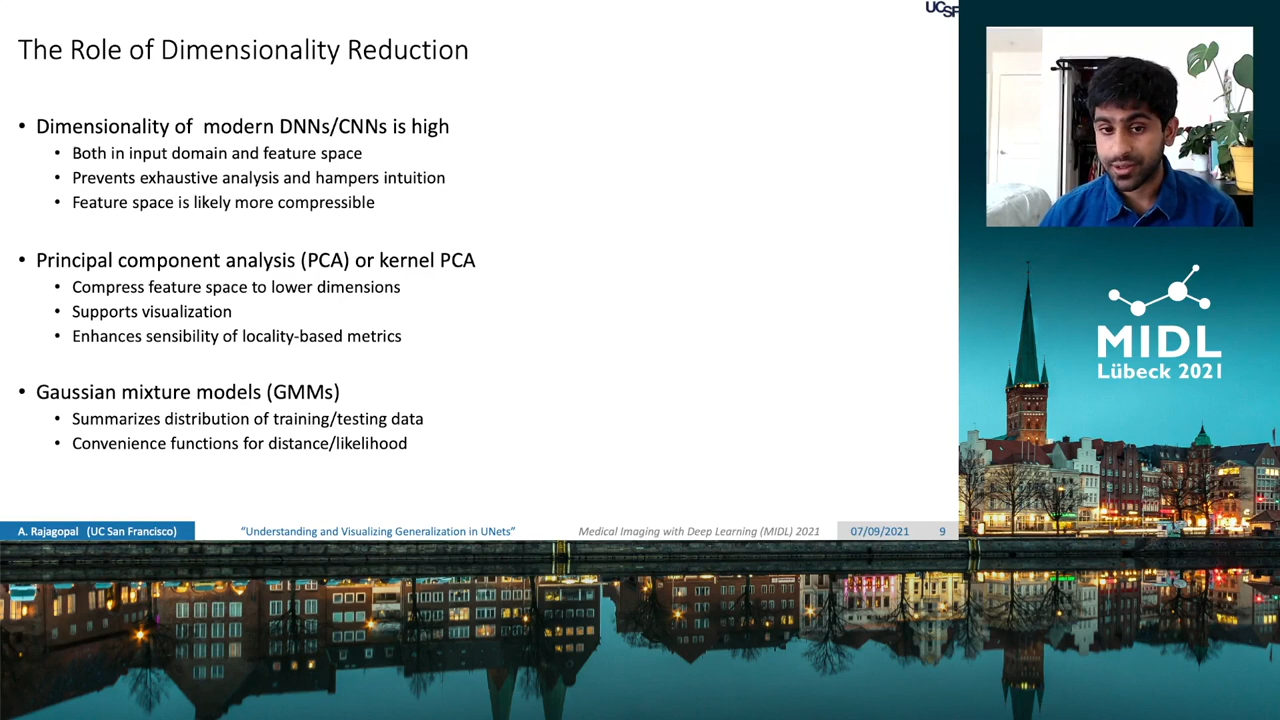 UCSF
The Role of Dimensionality Reduction
• Dimensionality of modern DNNs/CNNs is high
• Both in input domain and feature space
• Prevents exhaustive analysis and hampers intuition
• Feature space is likely more compressible
• Principal component analysis (PCA) or kernel PCA
• Compress feature space to lower dimensions
• Supports visualization
• Enhances sensibility of locality-based metrics
• Gaussian mixture models (GMMs)
• Summarizes distribution of training/testing data
• Convenience functions for distance/likelihood
A. Rajagopal (UC San Francisco) "Understanding and Visualizing Generalization in UNets" Medical Imaging with Deep Learning (MIDL) 2021 07/09/2021 9
MIDL
Lübeck 2021